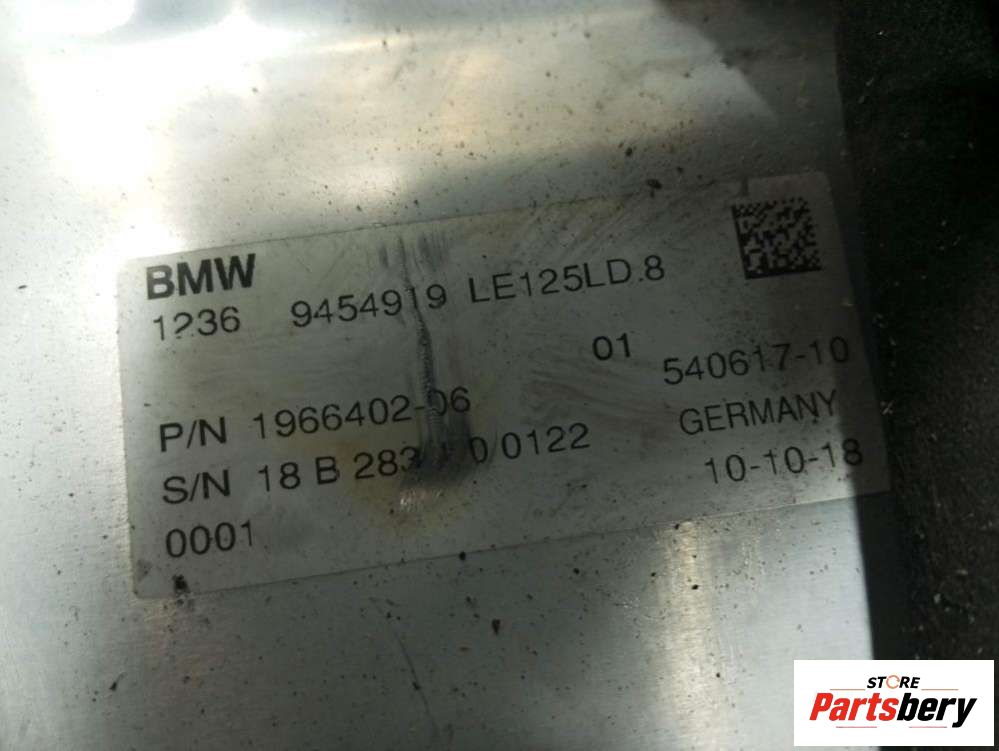 BMW
1236 9454919 LE125LD.8
01 540617-10
P/N 1966402-06 GERMANY
S/N 18 B 283 0/0122 10-10-18
0001
STORE
Partsbery